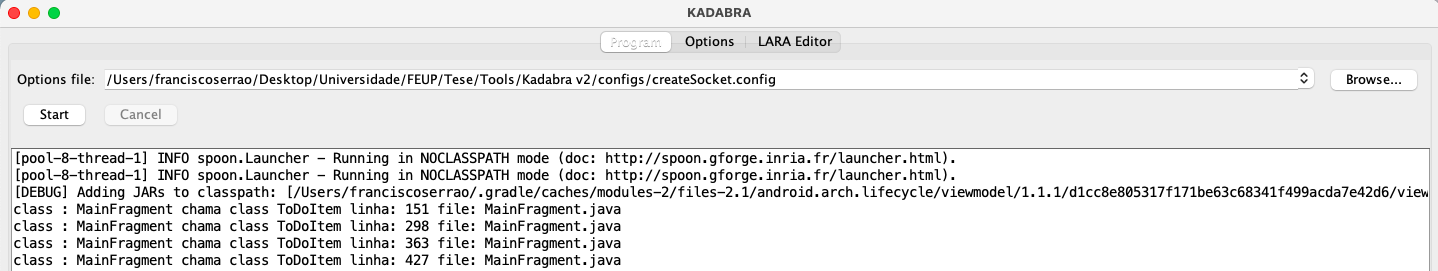 KADABRA
Program Options LARA Editor
Options file: /Users/franciscoserrao/Desktop/Universidade/FEUP/Tese/Tools/Kadabra v2/configs/createSocket.config Browse...
Start Cancel
[pool-8-thread-1] INFO spoon.Launcher - Running in NOCLASSPATH mode (doc: http://spoon.gforge.inria.fr/launcher.html).
[pool-8-thread-1] INFO spoon.Launcher - Running in NOCLASSPATH mode (doc: http://spoon.gforge.inria.fr/launcher.html).
[DEBUG] Adding JARs to classpath: [/Users/franciscoserrao/.gradle/caches/modules-2/files-2.1/android.arch.lifecycle/viewmodel/1.1.1/d1cc8e805317f171be63c68341f499acda7e42d6/view
class : MainFragment chama class ToDoItem linha: 151 file: MainFragment.java
class : MainFragment chama class ToDoItem linha: 298 file: MainFragment.java
class : MainFragment chama class ToDoItem linha: 363 file: MainFragment.java
class : MainFragment chama class ToDoItem linha: 427 file: MainFragment.java